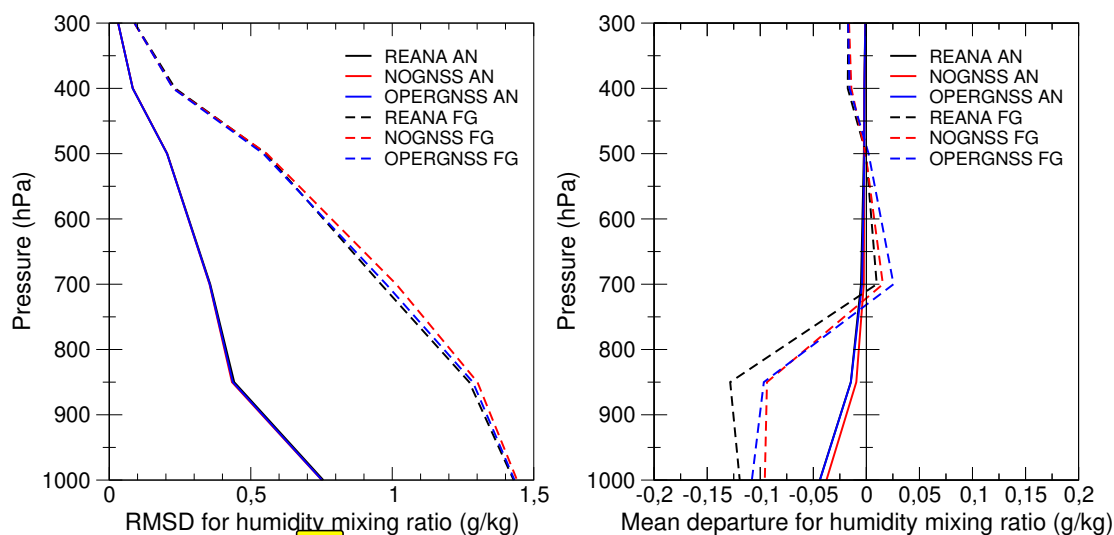 300
400
500
600
700
800
900
1000
Pressure (hPa)
0
0,5
1
1,5
RMSD for humidity mixing ratio (g/kg)
REANA AN
NOGNSS AN
OPERGNSS AN
REANA FG
NOGNSS FG
OPERGNSS FG
300
400
500
600
700
800
900
1000
Pressure (hPa)
-0,2 -0,15 -0,1 -0,05 0 0,05 0,1 0,15 0,2
Mean departure for humidity mixing ratio (g/kg)
REANA AN
NOGNSS AN
OPERGNSS AN
REANA FG
NOGNSS FG
OPERGNSS FG